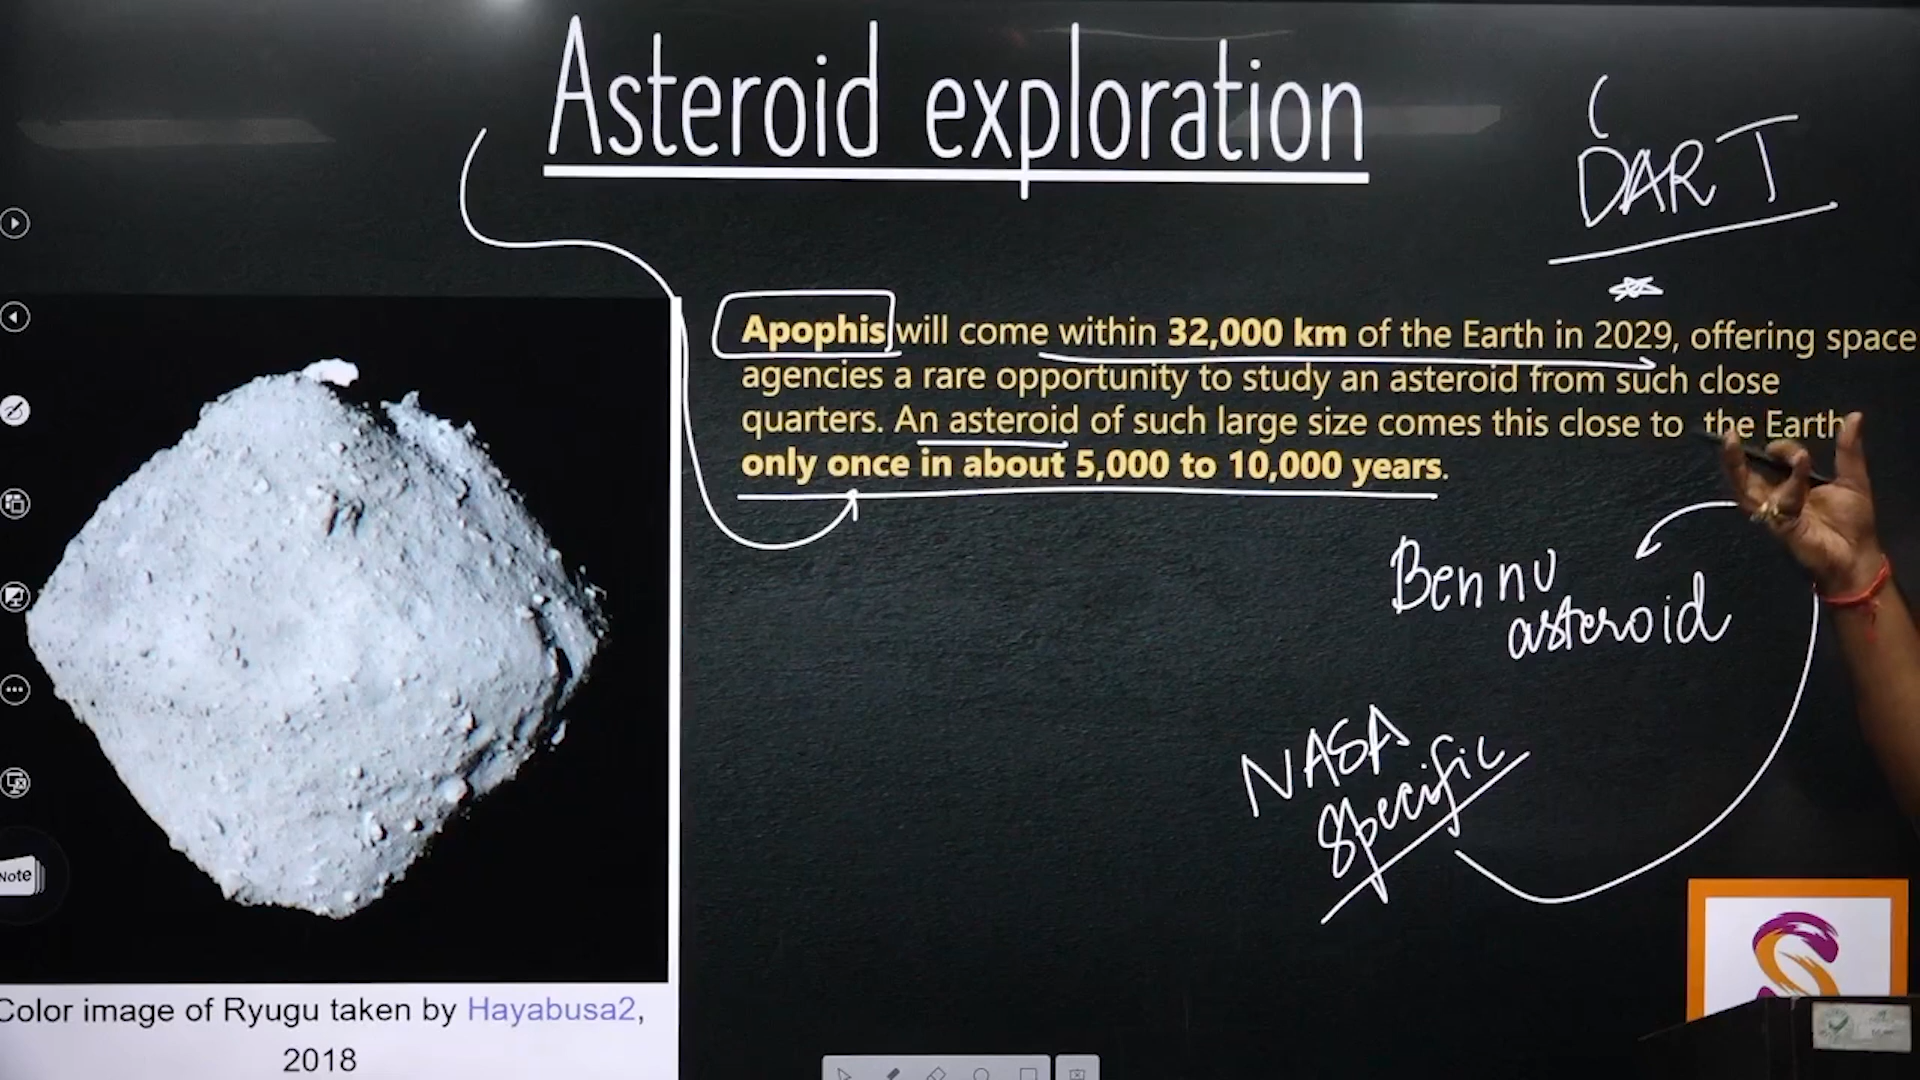 Asteroid exploration
DART
Apophis will come within 32,000 km of the Earth in 2029, offering space
agencies a rare opportunity to study an asteroid from such close
quarters. An asteroid of such large size comes this close to the Earth
only once in about 5,000 to 10,000 years.
Bennu
asteroid
NASA
specific
Note
Color image of Ryugu taken by Hayabusa2,
2018